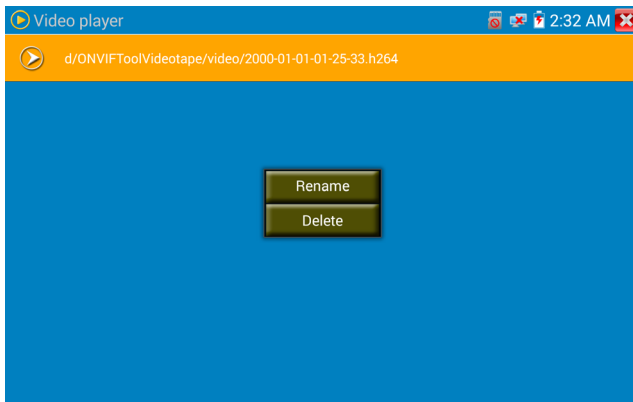 Video player
2:32 AM
d/ONVIFToolVideotape/video/2000-01-01-01-25-33.h264
Rename
Delete